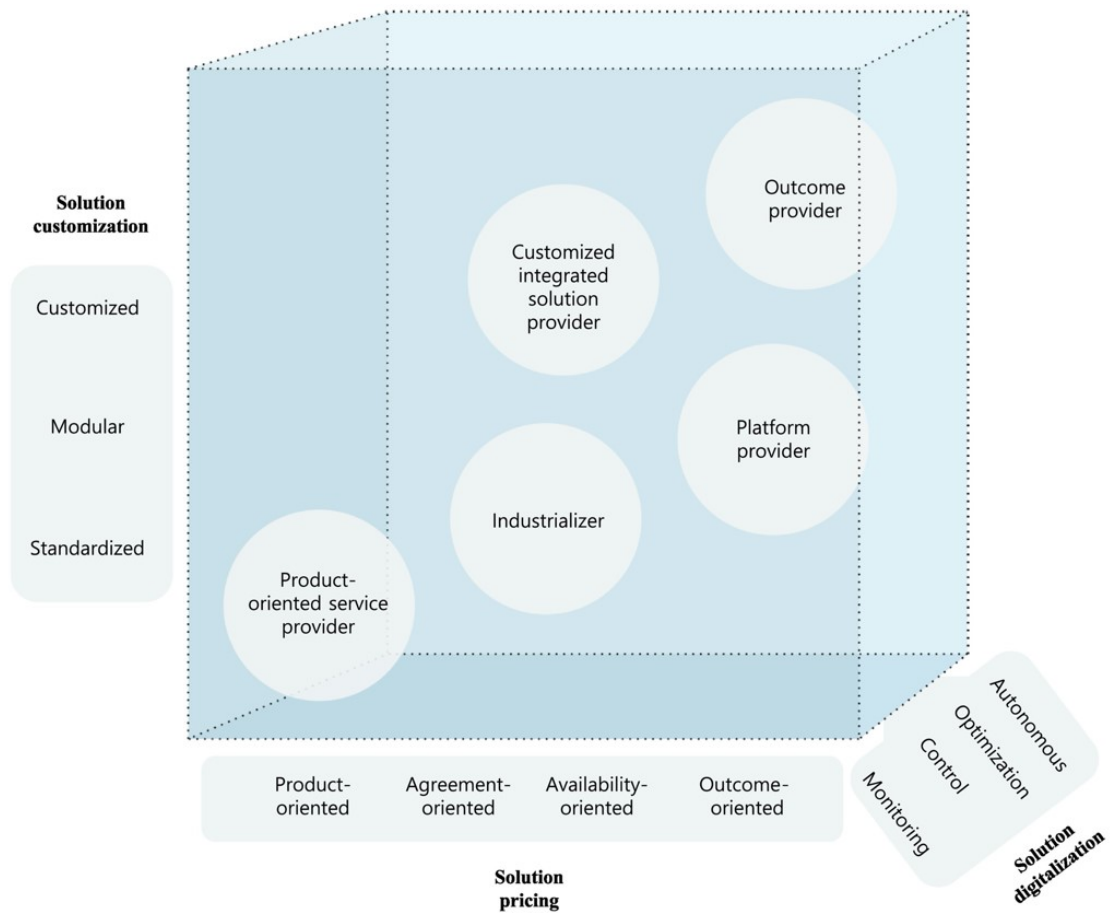 Solution
customization
Customized
Modular
Standardized
Outcome
provider
Customized
integrated
solution
provider
Platform
provider
Industrializer
Product-
oriented service
provider
Product-
oriented
Agreement-
oriented
Availability-
oriented
Outcome-
oriented
Solution
pricing
Monitoring
Control
Optimization
Autonomous
Solution
digitalization